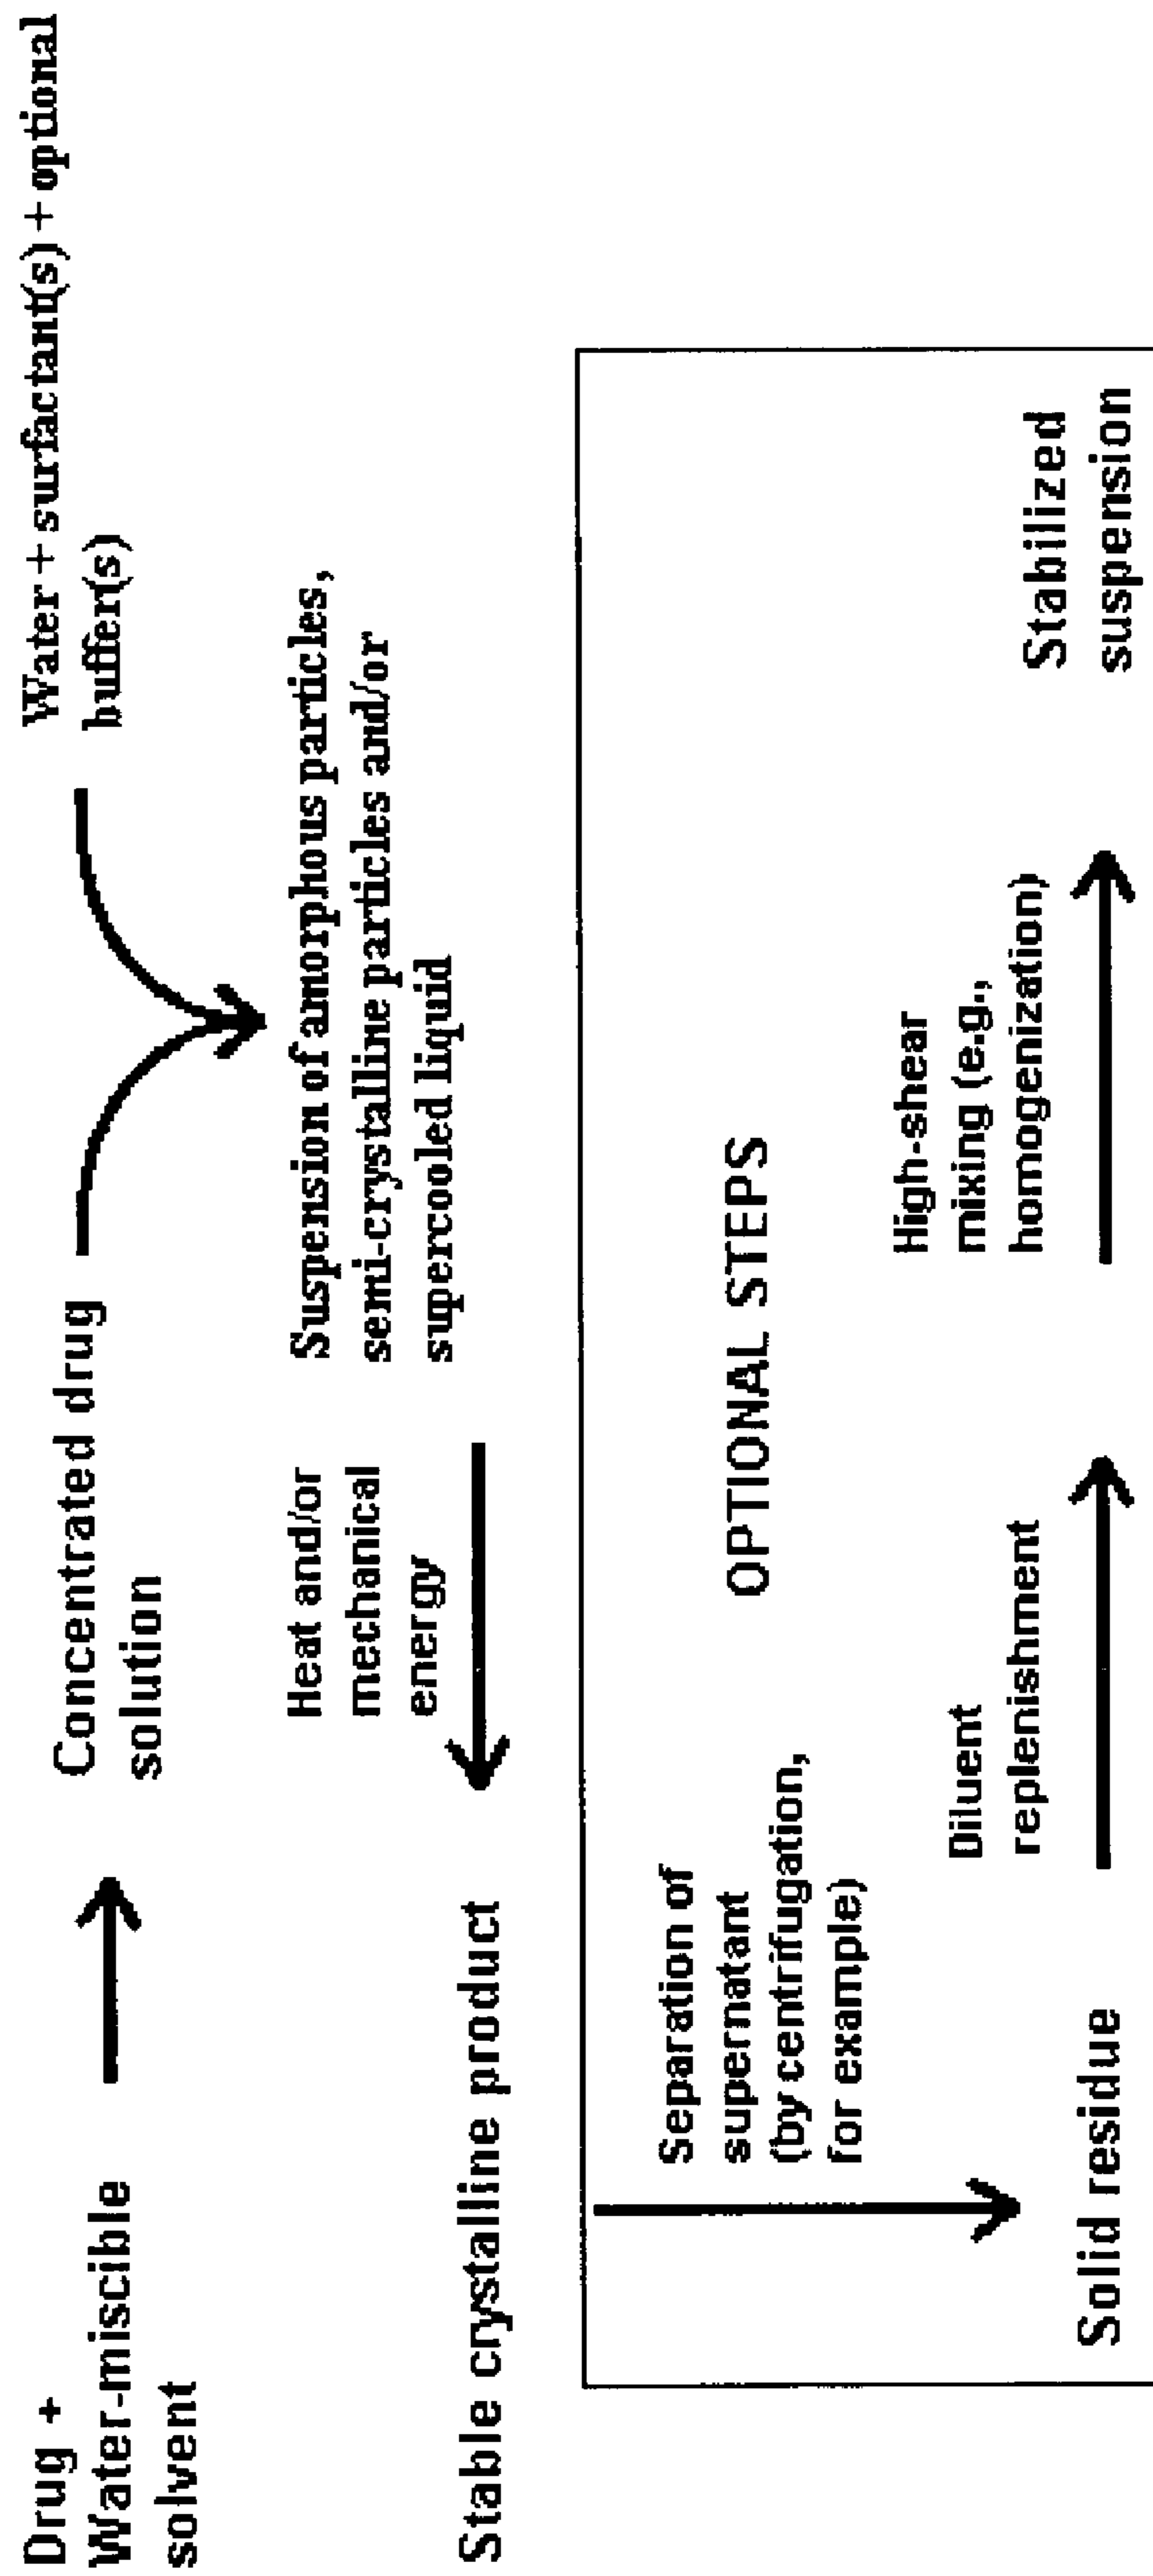 Drug +
Water-miscible
solvent
Concentrated drug
solution
Water + surfactant(s) + optional
buffer(s)
Suspension of amorphous particles,
semi-crystalline particles and/or
supercooled liquid
Heat and/or
mechanical
energy
Stable crystalline product
OPTIONAL STEPS
Separation of
supernatant
(by centrifugation,
for example)
Solid residue
Diluent
replenishment
High-shear
mixing (e.g.,
homogenization)
Stabilized
suspension